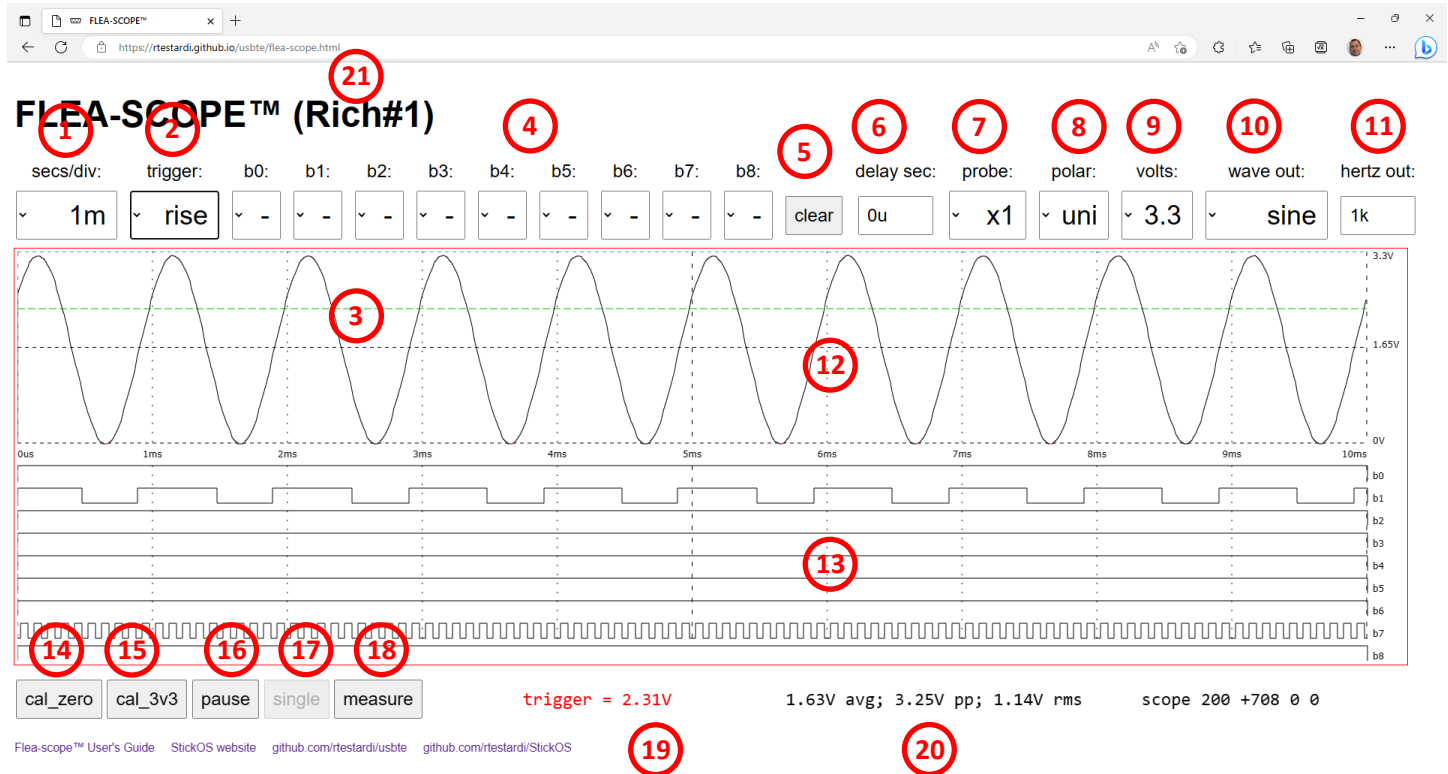 FLEA-SCOPE™
https://rtestardi.github.io/usbte/flea-scope.html
21
FLEA-SCOPE™ (Rich#1)
1 2 4 5 6 7 8 9 10 11
secs/div: trigger: b0: b1: b2: b3: b4: b5: b6: b7: b8: delay sec: probe: polar: volts: wave out: hertz out:
1m rise - - - - - - - - - clear 0u x1 uni 3.3 sine 1k
3.3V
3
1.65V
12
0V
0us 1ms 2ms 3ms 4ms 5ms 6ms 7ms 8ms 9ms 10ms
b0
b1
b2
b3
13
b4
b5
b6
b7
14 15 16 17 18
b8
cal_zero cal_3v3 pause single measure trigger = 2.31V 1.63V avg; 3.25V pp; 1.14V rms scope 200 +708 0 0
Flea-scope™ User's Guide StickOS website github.com/rtestardi/usbte github.com/rtestardi/StickOS
19 20